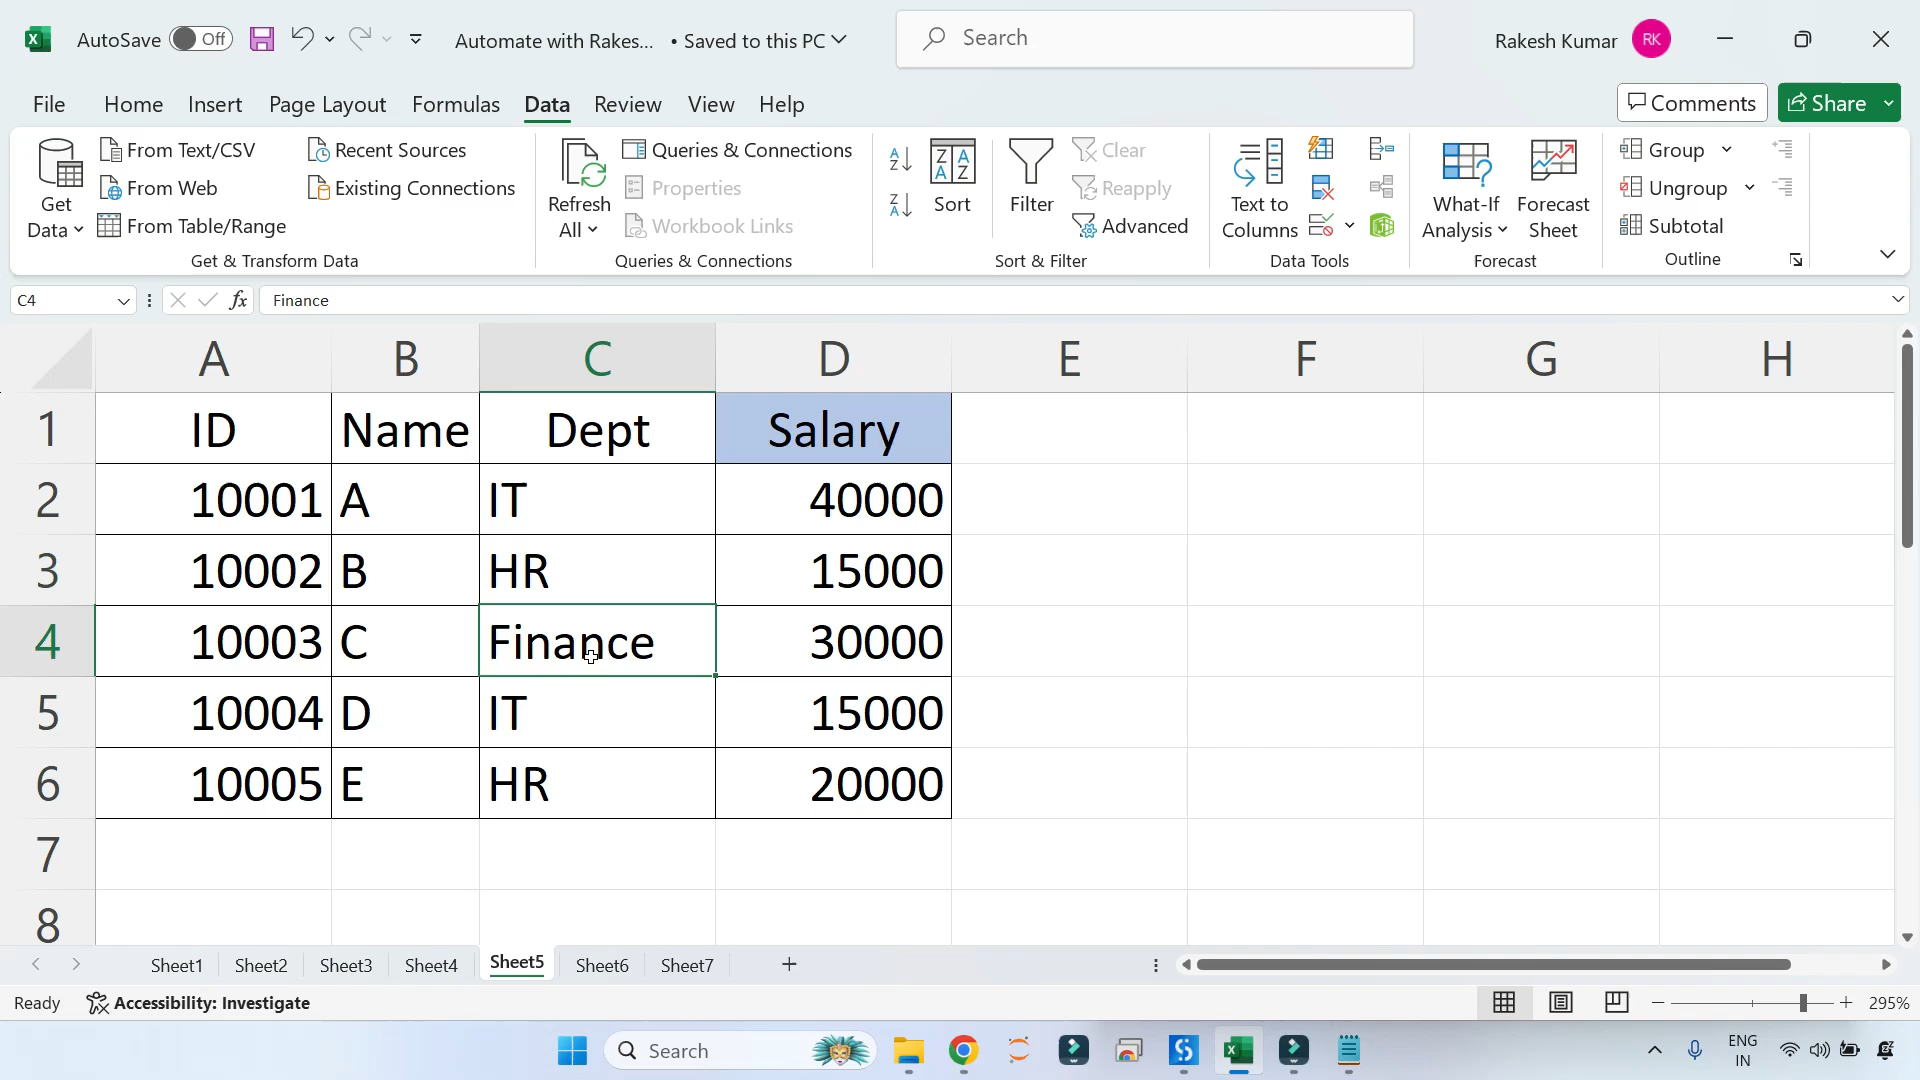 AutoSave Off Automate with Rakes... • Saved to this PC Search Rakesh Kumar RK
File Home Insert Page Layout Formulas Data Review View Help Comments Share
Get Data
From Text/CSV
From Web
From Table/Range
Recent Sources
Existing Connections
Get & Transform Data
Refresh All
Queries & Connections
Properties
Workbook Links
Queries & Connections
Sort
Filter
Clear
Reapply
Advanced
Sort & Filter
Text to Columns
Data Tools
What-If Analysis
Forecast Sheet
Forecast
Group
Ungroup
Subtotal
Outline
C4 fx Finance
A B C D E F G H
1 ID Name Dept Salary
2 10001 A IT 40000
3 10002 B HR 15000
4 10003 C Finance 30000
5 10004 D IT 15000
6 10005 E HR 20000
7
8
Sheet1 Sheet2 Sheet3 Sheet4 Sheet5 Sheet6 Sheet7
Ready Accessibility: Investigate 295%
Search ENG
IN